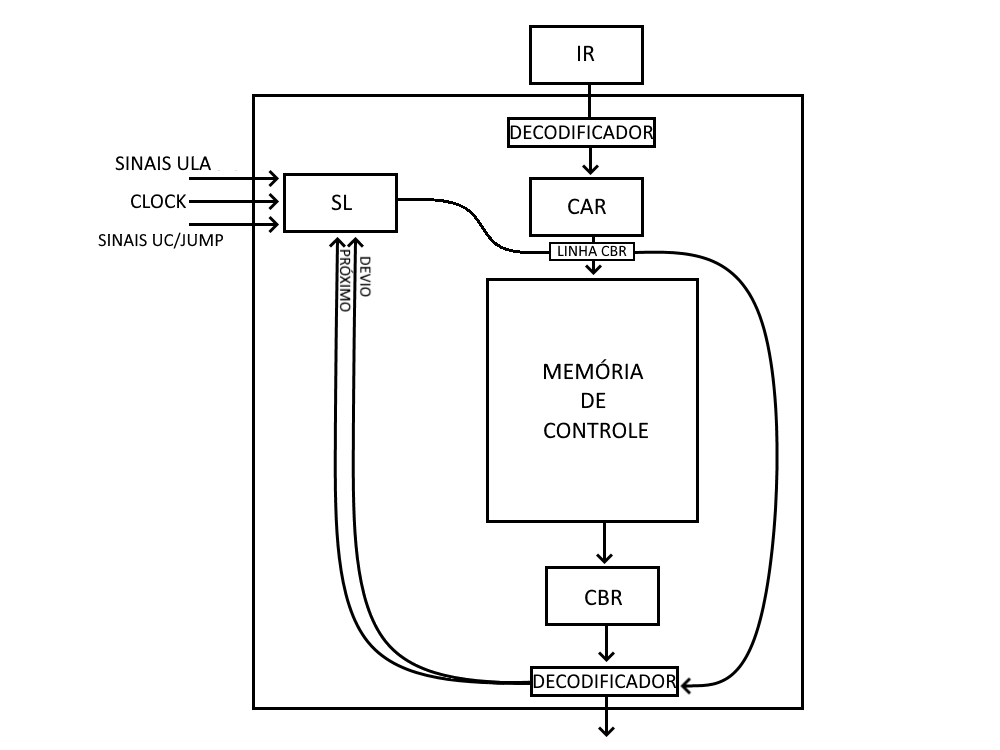 IR
DECODIFICADOR
SINAIS ULA
CLOCK
SINAIS UC/JUMP
SL
CAR
LINHA CBR
PRÓXIMO
DEVIO
MEMÓRIA
DE
CONTROLE
CBR
DECODIFICADOR